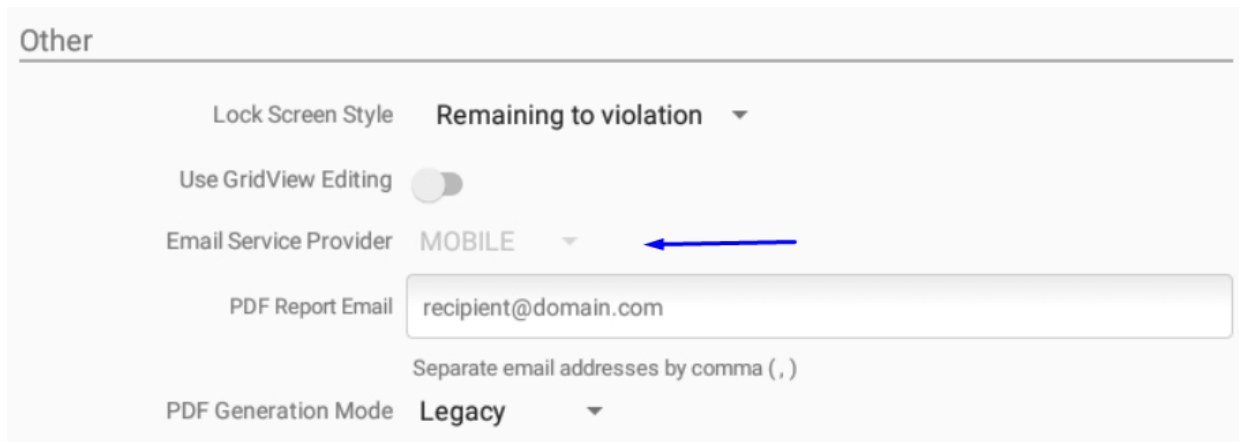 Other
Lock Screen Style Remaining to violation
Use GridView Editing
Email Service Provider MOBILE
PDF Report Email recipient@domain.com
Separate email addresses by comma ( , )
PDF Generation Mode Legacy